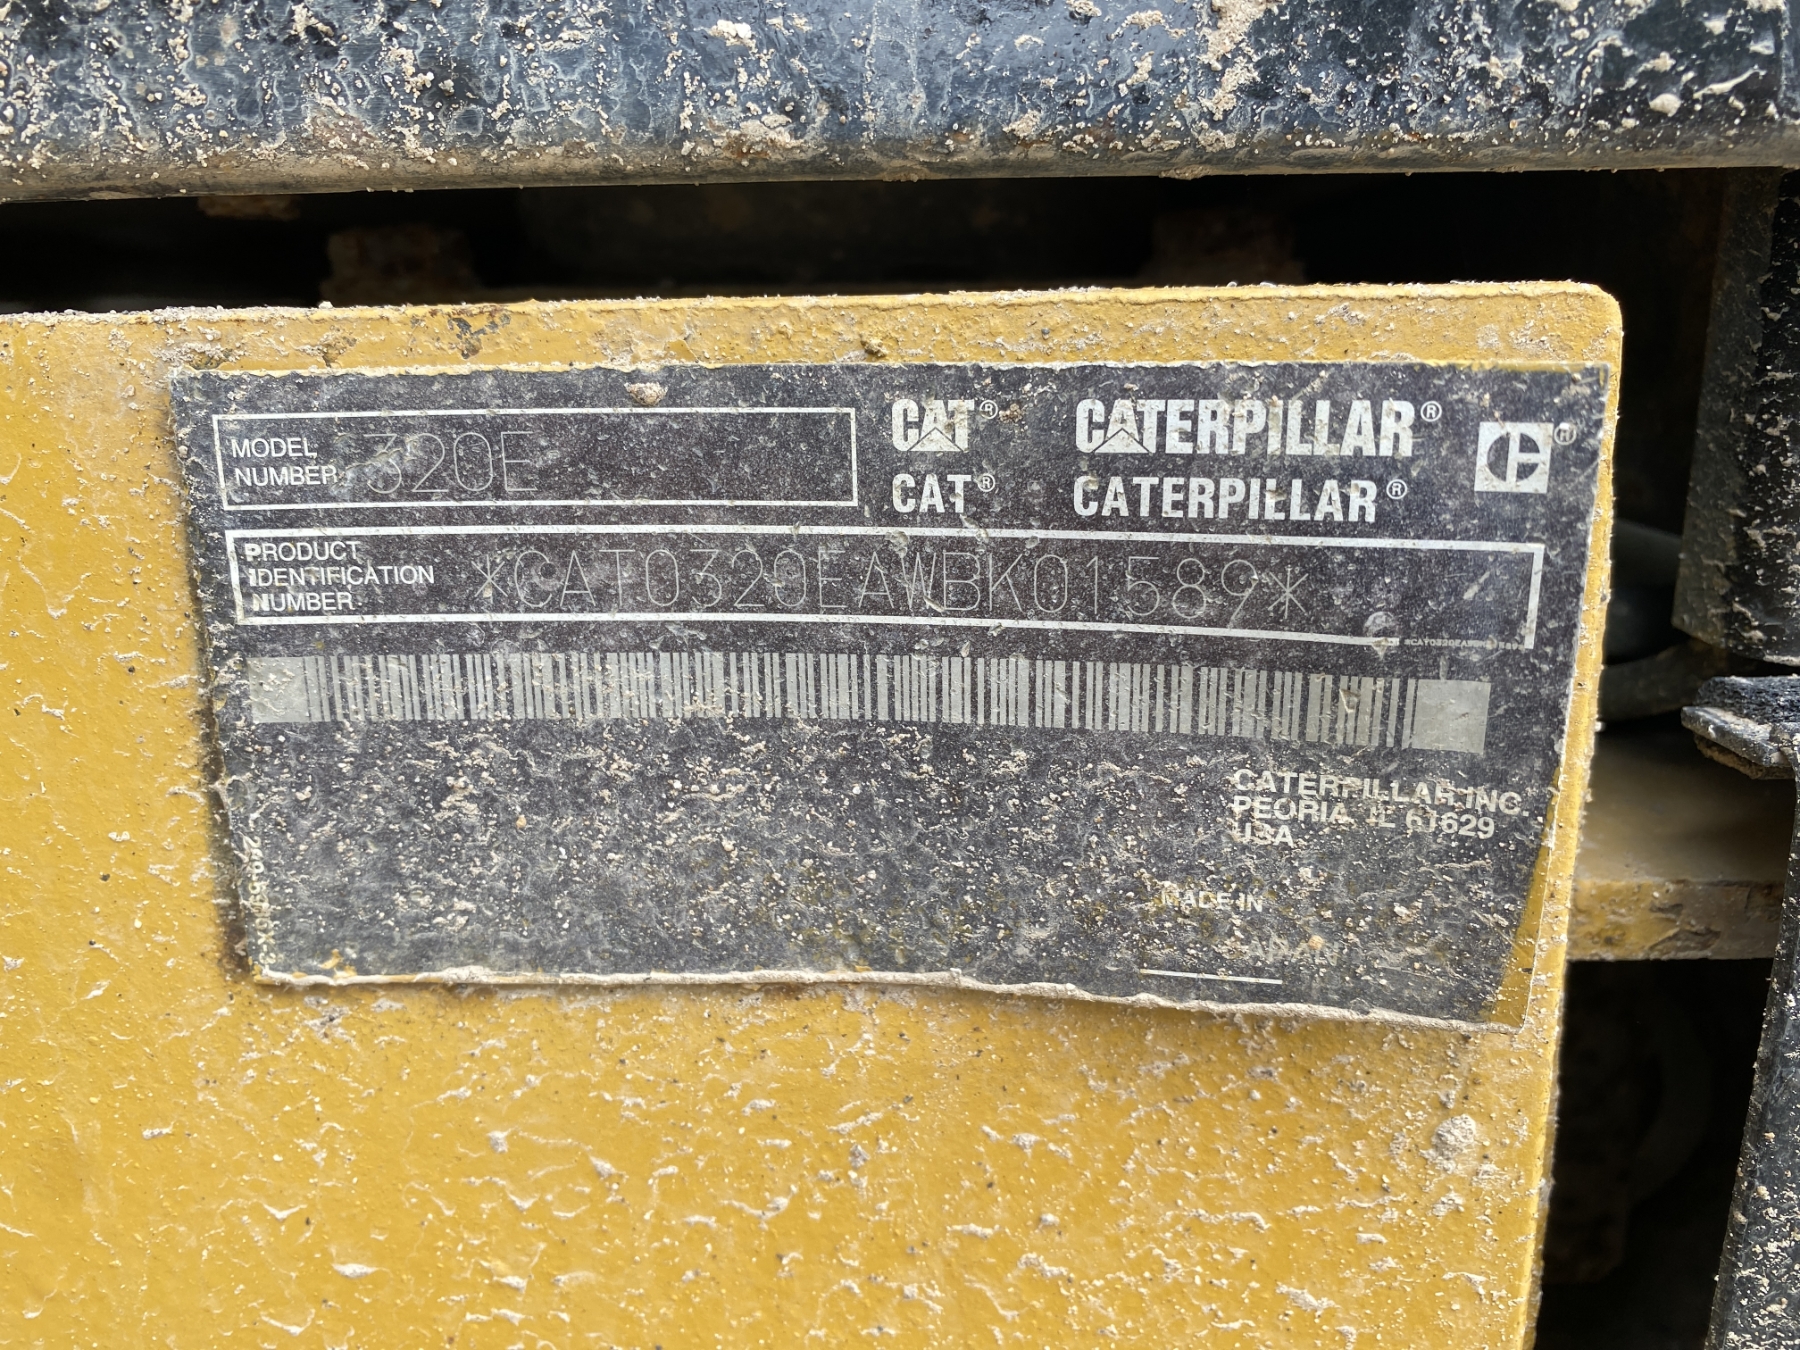 MODEL NUMBER 320E
CAT® CATERPILLAR®
CAT® CATERPILLAR®
PRODUCT IDENTIFICATION NUMBER *CAT0320EAWBK01589*
CATERPILLAR INC.
PEORIA, IL 61629
USA
MADE IN
JAPAN